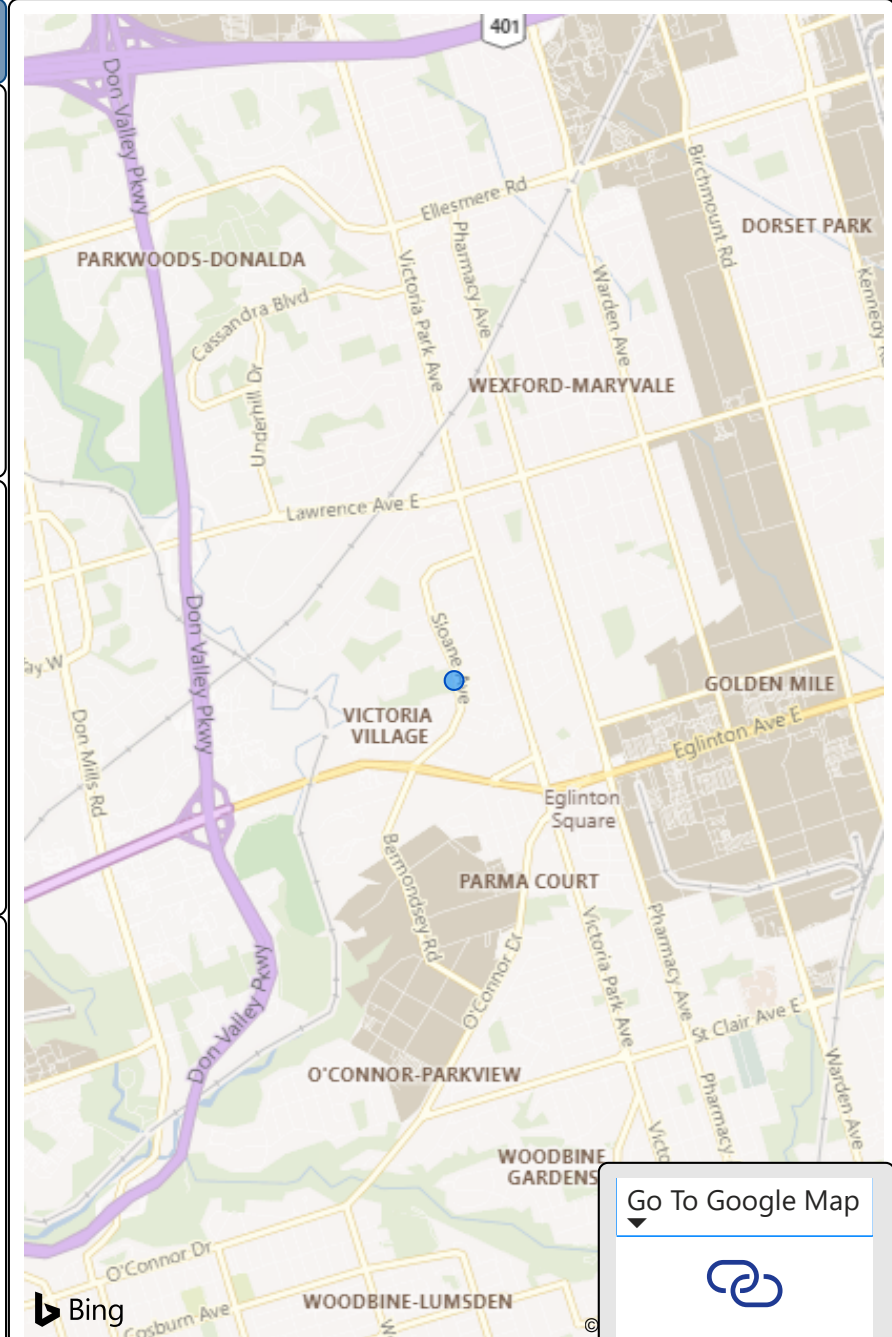 401
Don Valley Pkwy
Ellesmere Rd
Birchmount Rd
DORSET PARK
PARKWOODS-DONALDA
Pharmacy Ave
Victoria Park Ave
Warden Ave
Cassandra Blvd
Underhill Dr
WEXFORD-MARYVALE
Lawrence Ave E
Sloane Ave
Don Valley Pkwy
ay W
GOLDEN MILE
VICTORIA
VILLAGE
Don Mills Rd
Eglinton Ave E
Eglinton
Square
Bermondsey Rd
PARMA COURT
Victoria Park Ave
Pharmacy Ave
O'Connor Dr
Don Valley Pkwy
St Clair Ave E
O'CONNOR-PARKVIEW
Warden Ave
Pharmacy
Victo
WOODBINE
GARDENS
Go To Google Map
O'Connor Dr
Cosburn Ave
WOODBINE-LUMSDEN
W
Bing
©